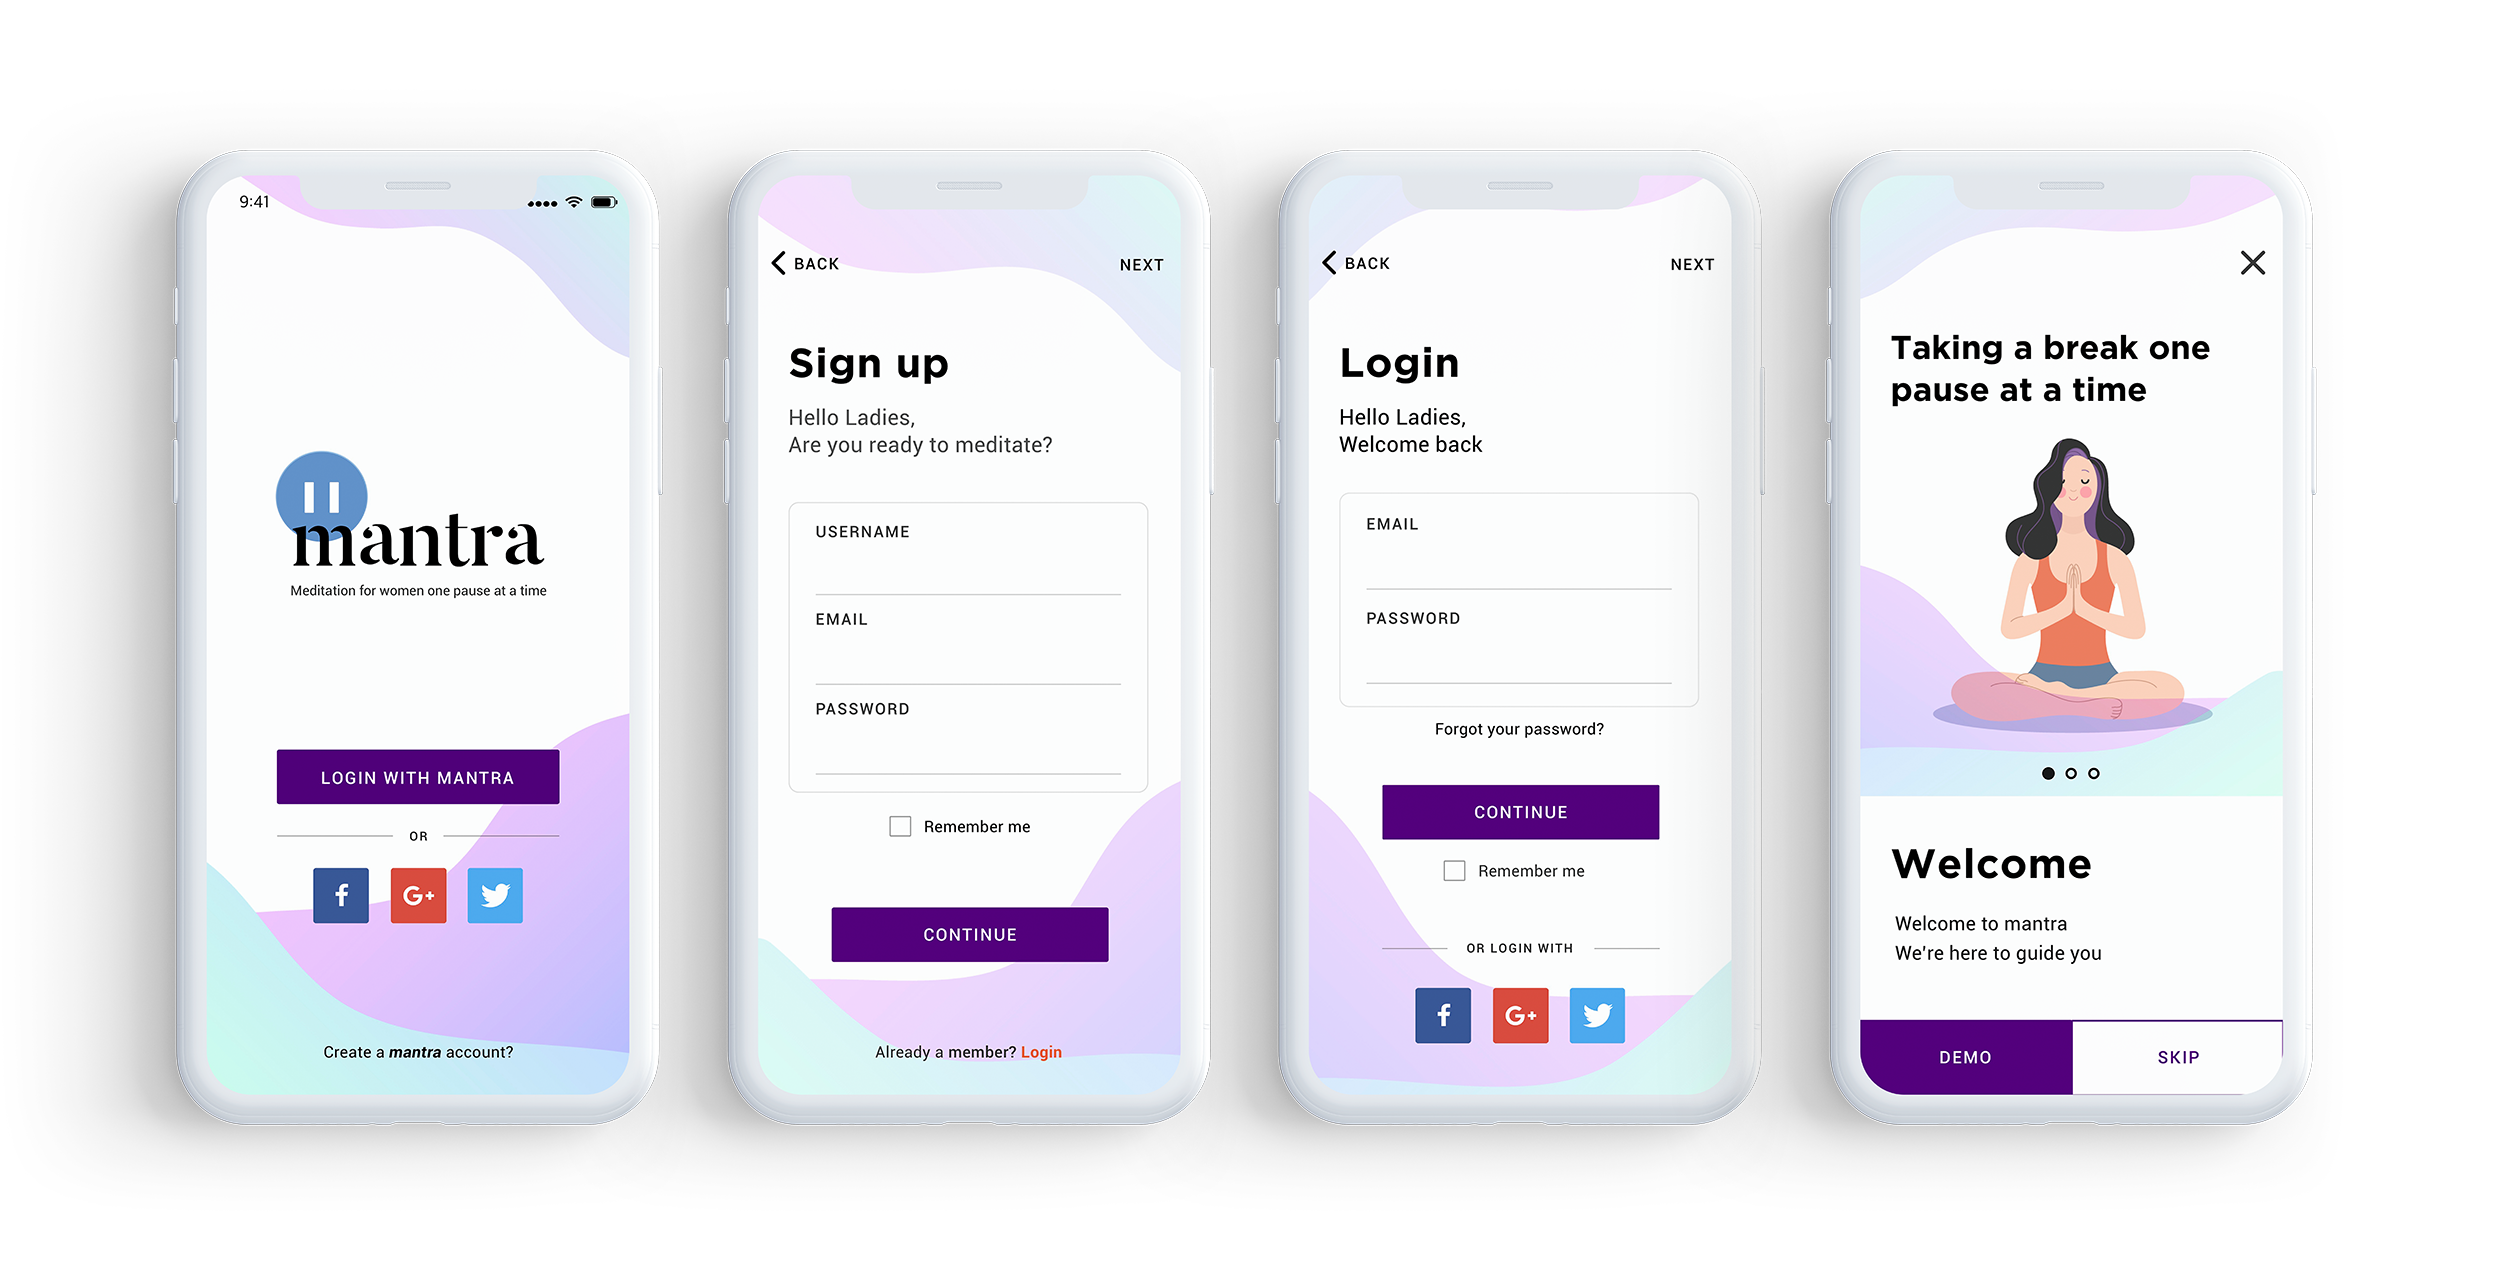 9:41
mantra
Meditation for women one pause at a time
LOGIN WITH MANTRA
OR
f G+
Create a mantra account?
BACK NEXT
Sign up
Hello Ladies,
Are you ready to meditate?
USERNAME
EMAIL
PASSWORD
Remember me
CONTINUE
Already a member? Login
BACK NEXT
Login
Hello Ladies,
Welcome back
EMAIL
PASSWORD
Forgot your password?
CONTINUE
Remember me
OR LOGIN WITH
f G+
Taking a break one
pause at a time
Welcome
Welcome to mantra
We're here to guide you
DEMO SKIP